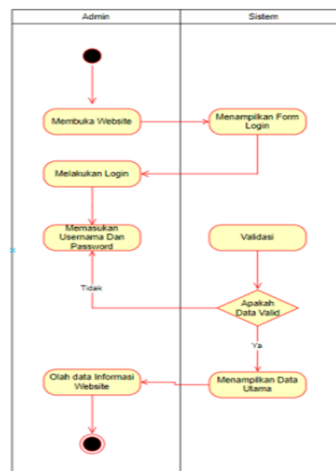 Admin
Sistem
Membuka Website
Menampilkan Form
Login
Melakukan Login
Memasukan
Username Dan
Password
Validasi
Tidak
Apakah
Data Valid
Ya
Olah data Informasi
Website
Menampilkan Data
Utama